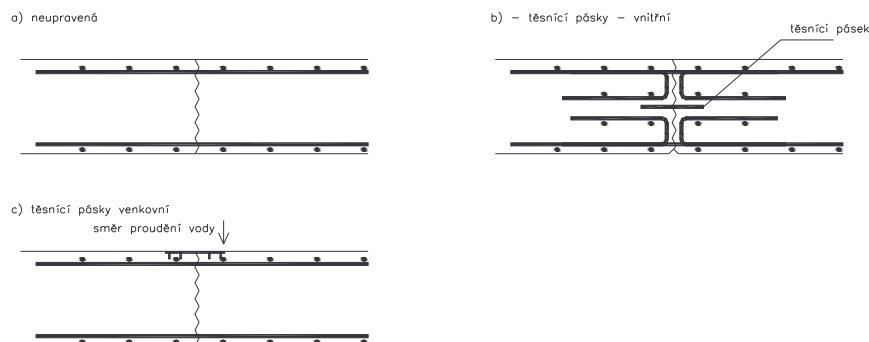 a) neupravená
b) – těsnící pásky – vnitřní
těsnící pásek
c) těsnící pásky venkovní
směr proudění vody